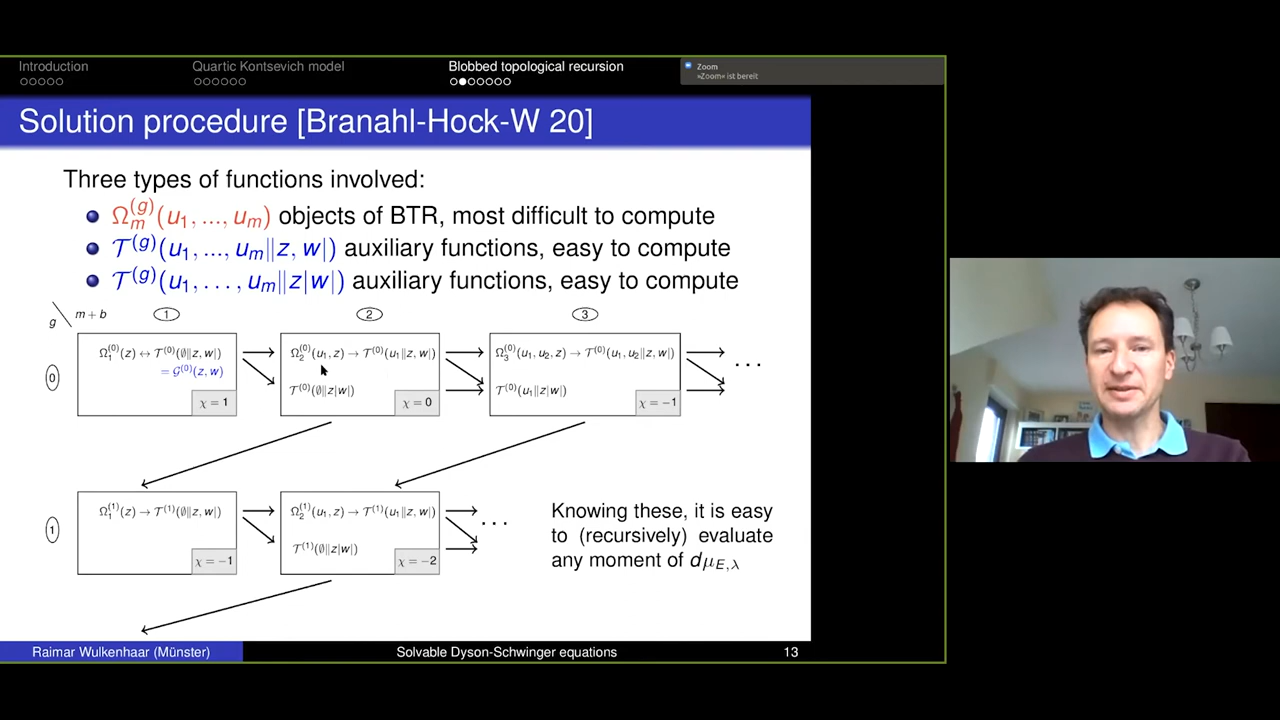 Introduction
Quartic Kontsevich model
Blobbed topological recursion
Zoom
»Zoom« ist bereit
Solution procedure [Branahl-Hock-W 20]
Three types of functions involved:
Ω_m^{(g)}(u_1, ..., u_m) objects of BTR, most difficult to compute
𝒯^{(g)}(u_1, ..., u_m‖z, w|) auxiliary functions, easy to compute
𝒯^{(g)}(u_1, . . . , u_m‖z|w|) auxiliary functions, easy to compute
g \ m + b
1 2 3
0
Ω_1^{(0)}(z) ↔ 𝒯^{(0)}(∅‖z, w|)
= 𝒢^{(0)}(z, w)
χ = 1
Ω_2^{(0)}(u_1, z) → 𝒯^{(0)}(u_1‖z, w|)
𝒯^{(0)}(∅‖z|w|)
χ = 0
Ω_3^{(0)}(u_1, u_2, z) → 𝒯^{(0)}(u_1, u_2‖z, w|)
𝒯^{(0)}(u_1‖z|w|)
χ = −1
. . .
1
Ω_1^{(1)}(z) → 𝒯^{(1)}(∅‖z, w|)
χ = −1
Ω_2^{(1)}(u_1, z) → 𝒯^{(1)}(u_1‖z, w|)
𝒯^{(1)}(∅‖z|w|)
χ = −2
. . .
Knowing these, it is easy
to (recursively) evaluate
any moment of dμ_{E,λ}
Raimar Wulkenhaar (Münster)
Solvable Dyson-Schwinger equations
13